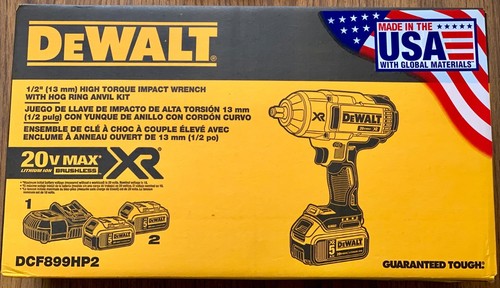 DEWALT®
MADE IN THE
USA
WITH GLOBAL MATERIALS
1/2" (13 mm) HIGH TORQUE IMPACT WRENCH
WITH HOG RING ANVIL KIT
JUEGO DE LLAVE DE IMPACTO DE ALTA TORSIÓN 13 mm
(1/2 pulg) CON YUNQUE DE ANILLO CON CORDÓN CURVO
ENSEMBLE DE CLÉ À CHOC À COUPLE ÉLEVÉ AVEC
ENCLUME À ANNEAU OUVERT DE 13 mm (1/2 po)
20V MAX*
LITHIUM ION BRUSHLESS
XR
XR
DEWALT
1
2
5
5
DEWALT
DCF899HP2
GUARANTEED TOUGH.®